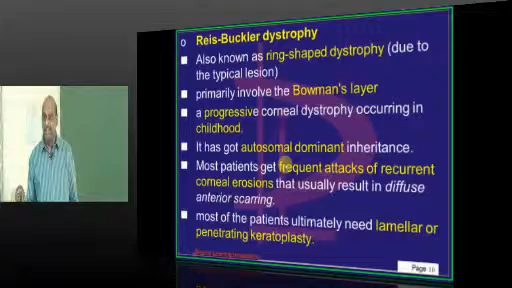 Reis-Buckler dystrophy
Also known as ring-shaped dystrophy (due to
the typical lesion)
primarily involve the Bowman's layer
a progressive corneal dystrophy occurring in
childhood.
It has got autosomal dominant inheritance.
Most patients get frequent attacks of recurrent
corneal erosions that usually result in diffuse
anterior scarring.
most of the patients ultimately need lamellar or
penetrating keratoplasty.
Page 18